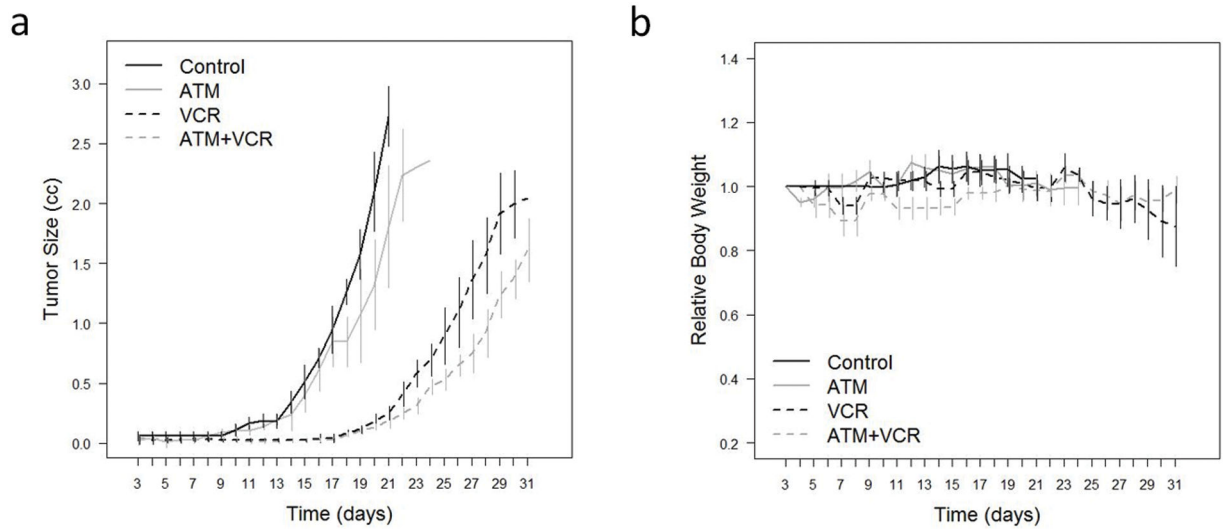 a
Tumor Size (cc)
3.0
2.5
2.0
1.5
1.0
0.5
0.0
Control
ATM
VCR
ATM+VCR
3 5 7 9 11 13 15 17 19 21 23 25 27 29 31
Time (days)
b
Relative Body Weight
1.4
1.2
1.0
0.8
0.6
0.4
0.2
Control
ATM
VCR
ATM+VCR
3 5 7 9 11 13 15 17 19 21 23 25 27 29 31
Time (days)